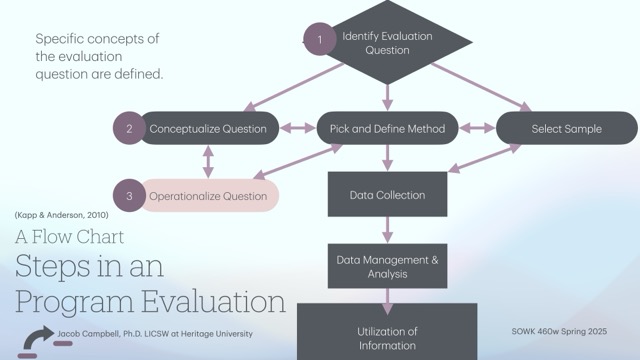 Specific concepts of
the evaluation
question are defined.
1
Identify Evaluation
Question
2
Conceptualize Question
Pick and Define Method
Select Sample
3
Operationalize Question
Data Collection
(Kapp & Anderson, 2010)
A Flow Chart
Steps in an
Program Evaluation
Data Management &
Analysis
Jacob Campbell, Ph.D. LICSW at Heritage University
Utilization of
Information
SOWK 460w Spring 2025